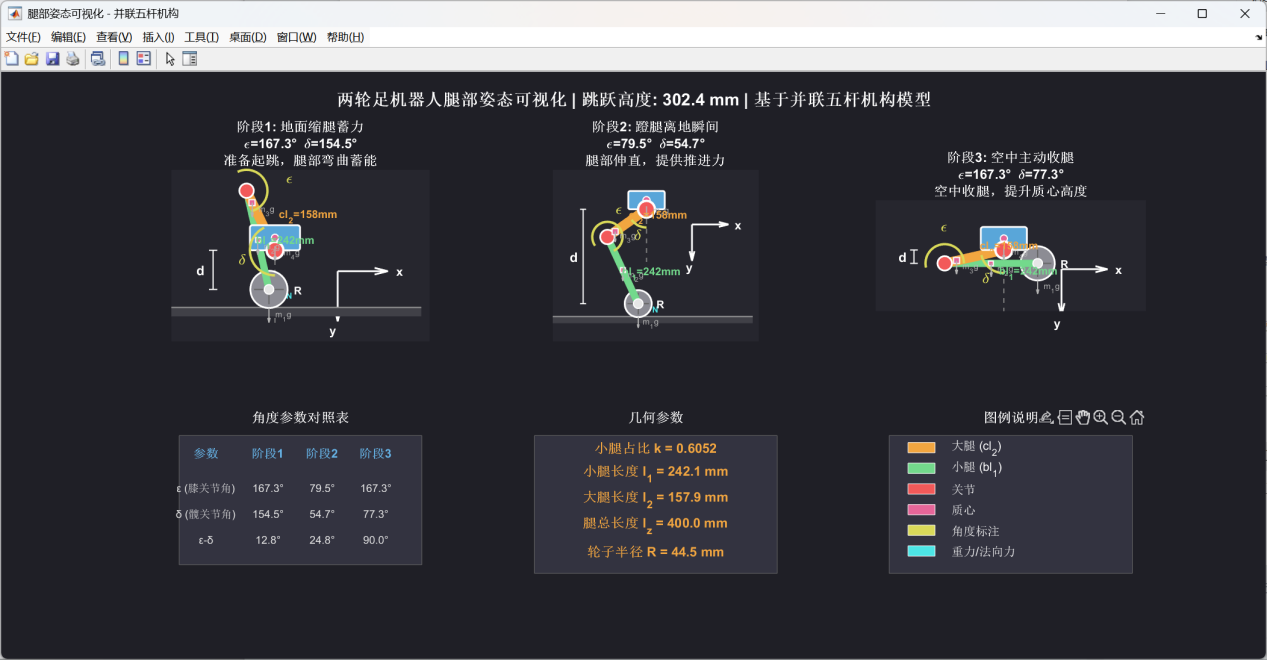 腿部姿态可视化 - 并联五杆机构
文件(F) 编辑(E) 查看(V) 插入(I) 工具(T) 桌面(D) 窗口(W) 帮助(H)
两轮足机器人腿部姿态可视化 | 跳跃高度: 302.4 mm | 基于并联五杆机构模型
阶段1: 地面缩腿蓄力
ϵ=167.3° δ=154.5°
准备起跳，腿部弯曲蓄能
ϵ
m3g
cl2=158mm
=242mm
m4g
δ
d
R
N
m1g
x
y
阶段2: 蹬腿离地瞬间
ϵ=79.5° δ=54.7°
腿部伸直，提供推进力
ϵ
=158mm
m3g
δ
d
=242mm
R
N
m1g
x
y
阶段3: 空中主动收腿
ϵ=167.3° δ=77.3°
空中收腿，提升质心高度
ϵ
d
m3g
δ
R
m1g
x
y
角度参数对照表
参数 阶段1 阶段2 阶段3
ε (膝关节角) 167.3° 79.5° 167.3°
δ (髋关节角) 154.5° 54.7° 77.3°
ε-δ 12.8° 24.8° 90.0°
几何参数
小腿占比 k = 0.6052
小腿长度 l1 = 242.1 mm
大腿长度 l2 = 157.9 mm
腿总长度 lz = 400.0 mm
轮子半径 R = 44.5 mm
图例说明
大腿 (cl2)
小腿 (bl1)
关节
质心
角度标注
重力/法向力